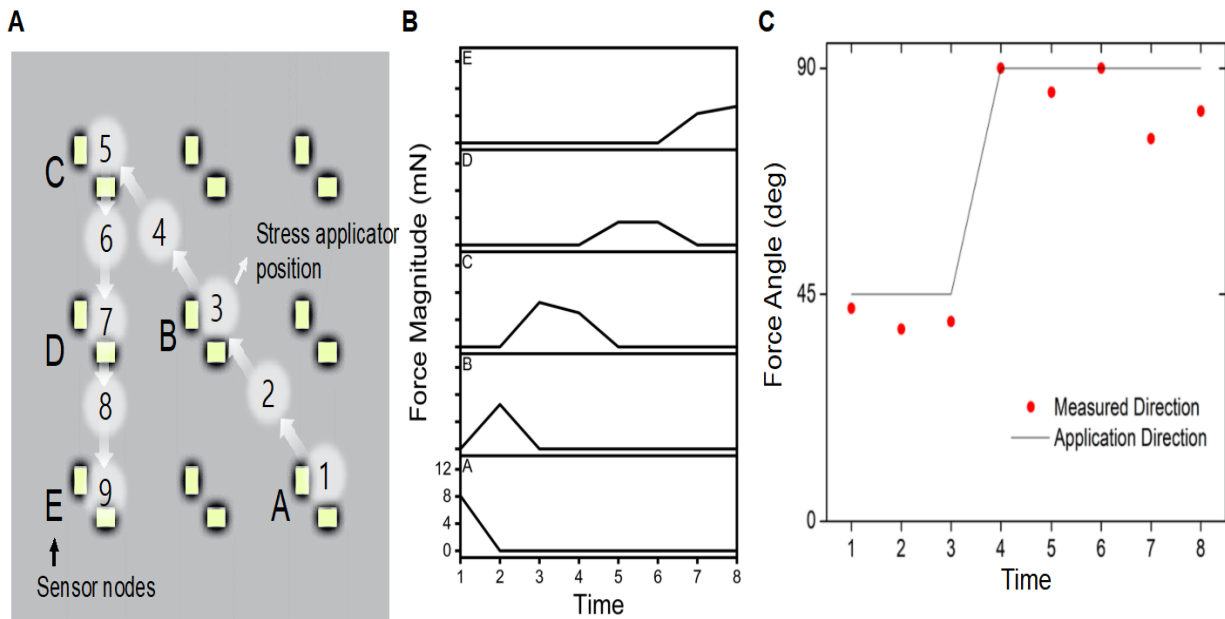 A
C
5
4
6
Stress applicator
position
3
7
B
D
2
8
1
A
E
9
Sensor nodes
B
Force Magnitude (mN)
E
D
C
B
A
12
8
4
0
1 2 3 4 5 6 7 8
Time
C
Force Angle (deg)
90
45
0
Measured Direction
Application Direction
1 2 3 4 5 6 7 8
Time